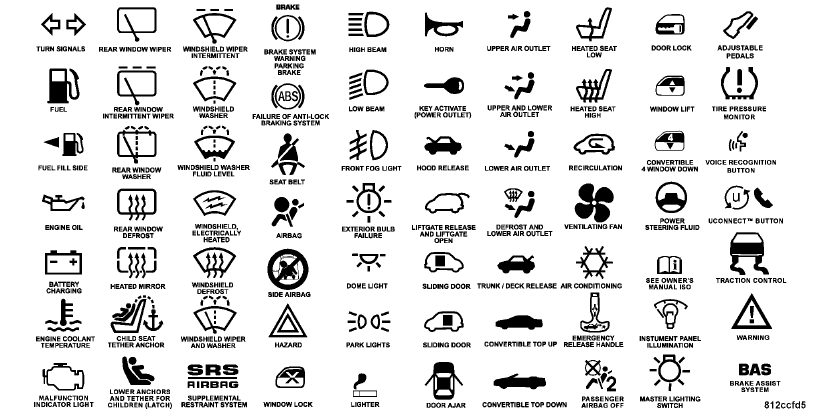 BRAKE
TURN SIGNALS
REAR WINDOW WIPER
WINDSHIELD WIPER
INTERMITTENT
BRAKE SYSTEM
WARNING
PARKING
BRAKE
HIGH BEAM
HORN
UPPER AIR OUTLET
HEATED SEAT
LOW
DOOR LOCK
ADJUSTABLE
PEDALS
FUEL
REAR WINDOW
INTERMITTENT WIPER
WINDSHIELD
WASHER
ABS
FAILURE OF ANTI-LOCK
BRAKING SYSTEM
LOW BEAM
KEY ACTIVATE
(POWER OUTLET)
UPPER AND LOWER
AIR OUTLET
HEATED SEAT
HIGH
WINDOW LIFT
TIRE PRESSURE
MONITOR
FUEL FILL SIDE
REAR WINDOW
WASHER
WINDSHIELD WASHER
FLUID LEVEL
SEAT BELT
FRONT FOG LIGHT
HOOD RELEASE
LOWER AIR OUTLET
RECIRCULATION
4
CONVERTIBLE
4 WINDOW DOWN
VOICE RECOGNITION
BUTTON
ENGINE OIL
REAR WINDOW
DEFROST
WINDSHIELD,
ELECTRICALLY
HEATED
AIRBAG
EXTERIOR BULB
FAILURE
LIFTGATE RELEASE
AND LIFTGATE
OPEN
DEFROST AND
LOWER AIR OUTLET
VENTILATING FAN
POWER
STEERING FLUID
UCONNECT™ BUTTON
BATTERY
CHARGING
HEATED MIRROR
WINDSHIELD
DEFROST
SIDE AIRBAG
DOME LIGHT
SLIDING DOOR
TRUNK / DECK RELEASE
AIR CONDITIONING
SEE OWNER'S
MANUAL ISO
TRACTION CONTROL
ENGINE COOLANT
TEMPERATURE
CHILD SEAT
TETHER ANCHOR
WINDSHIELD WIPER
AND WASHER
HAZARD
PARK LIGHTS
SLIDING DOOR
CONVERTIBLE TOP UP
EMERGENCY
RELEASE HANDLE
INSTUMENT PANEL
ILLUMINATION
WARNING
MALFUNCTION
INDICATOR LIGHT
LOWER ANCHORS
AND TETHER FOR
CHILDREN (LATCH)
SRS
AIRBAG
SUPPLEMENTAL
RESTRAINT SYSTEM
WINDOW LOCK
LIGHTER
DOOR AJAR
CONVERTIBLE TOP DOWN
2
PASSENGER
AIRBAG OFF
MASTER LIGHTING
SWITCH
BAS
BRAKE ASSIST
SYSTEM
812ccfd5